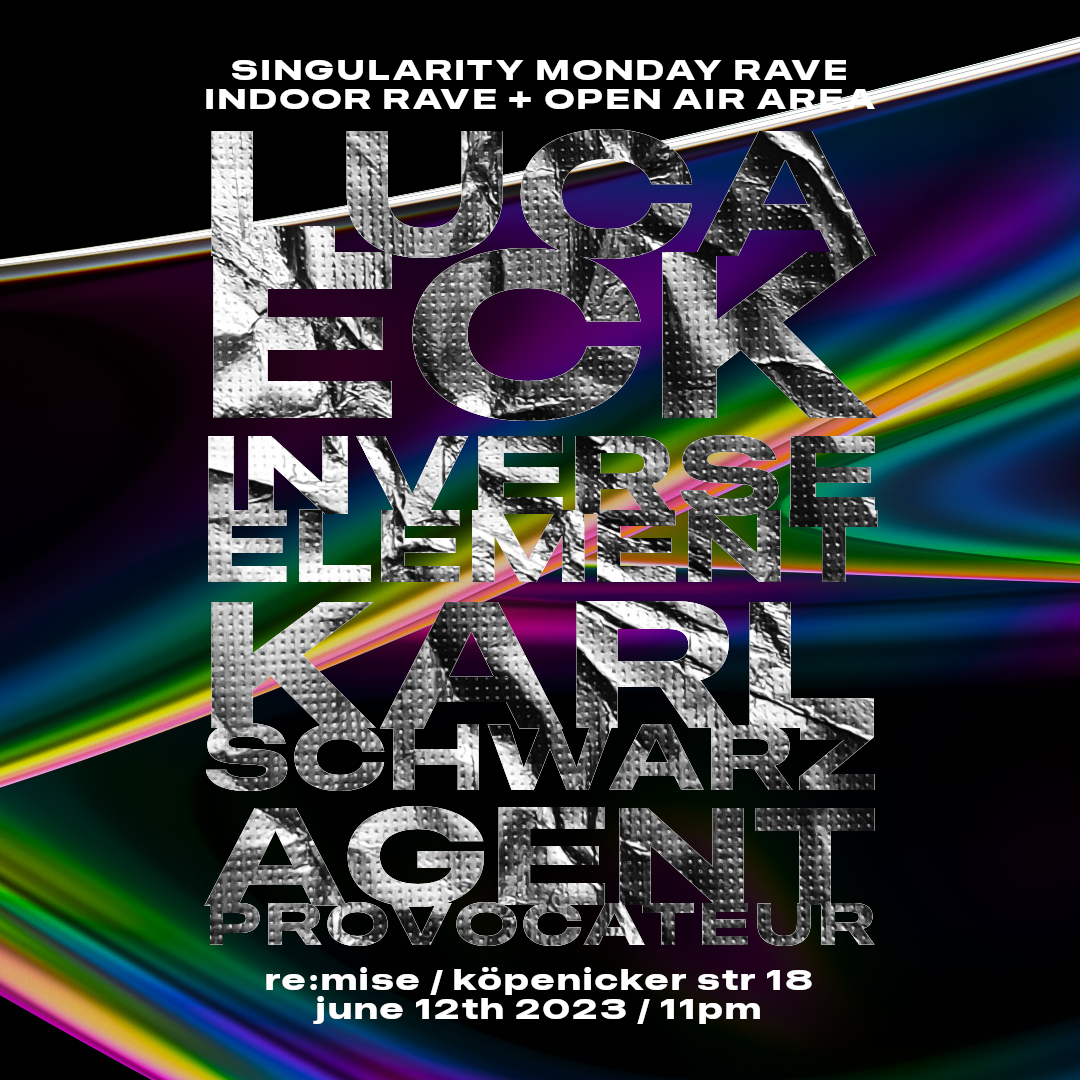 SINGULARITY MONDAY RAVE
INDOOR RAVE + OPEN AIR AREA
LUCA
ECK
INVERSE
ELEMENT
KARL
SCHWARZ
AGENT
PROVOCATEUR
re:mise / köpenicker str 18
june 12th 2023 / 11pm